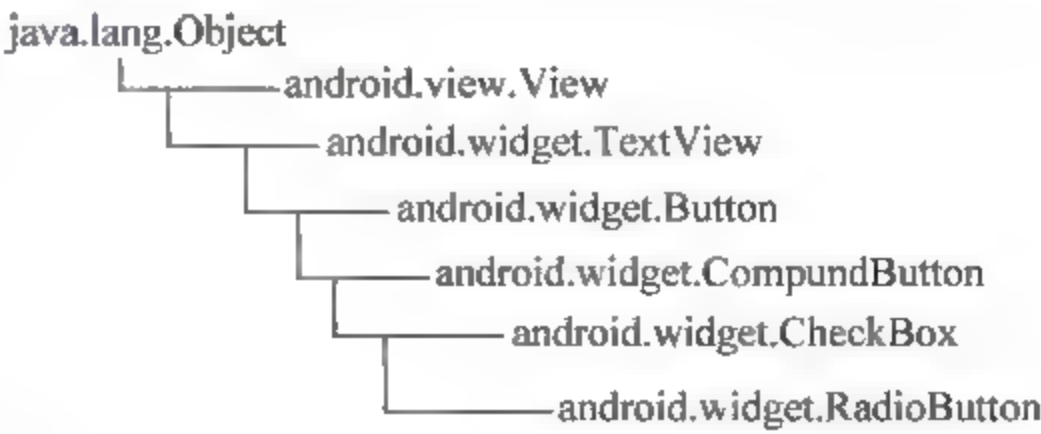 java.lang.Object
android.view.View
android.widget.TextView
android.widget.Button
android.widget.CompundButton
android.widget.CheckBox
android.widget.RadioButton